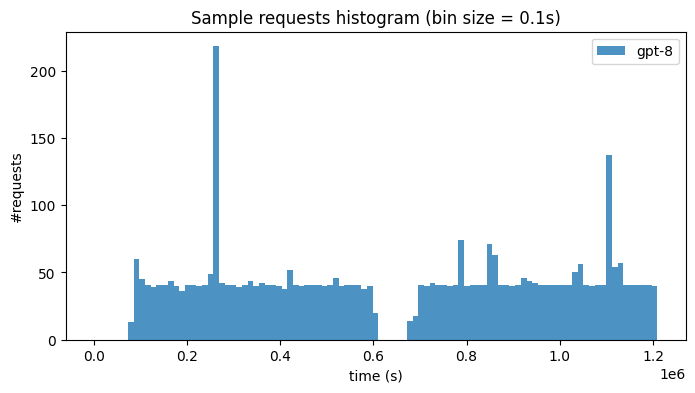 Sample requests histogram (bin size = 0.1s)
gpt-8
200
150
100
50
0
#requests
0.0 0.2 0.4 0.6 0.8 1.0 1.2
1e6
time (s)